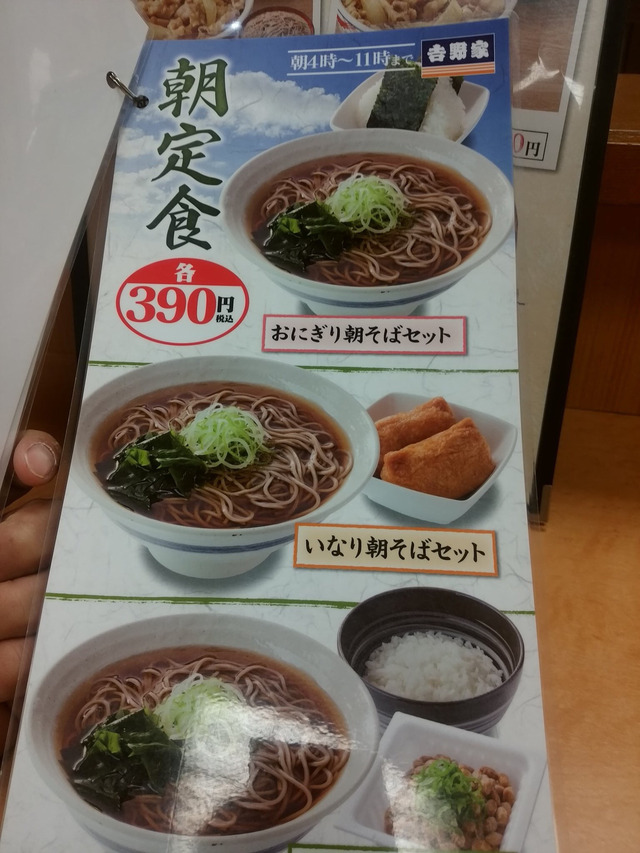 朝4時～11時まで
吉野家
朝定食
各
390円
税込
おにぎり朝そばセット
いなり朝そばセット
0円